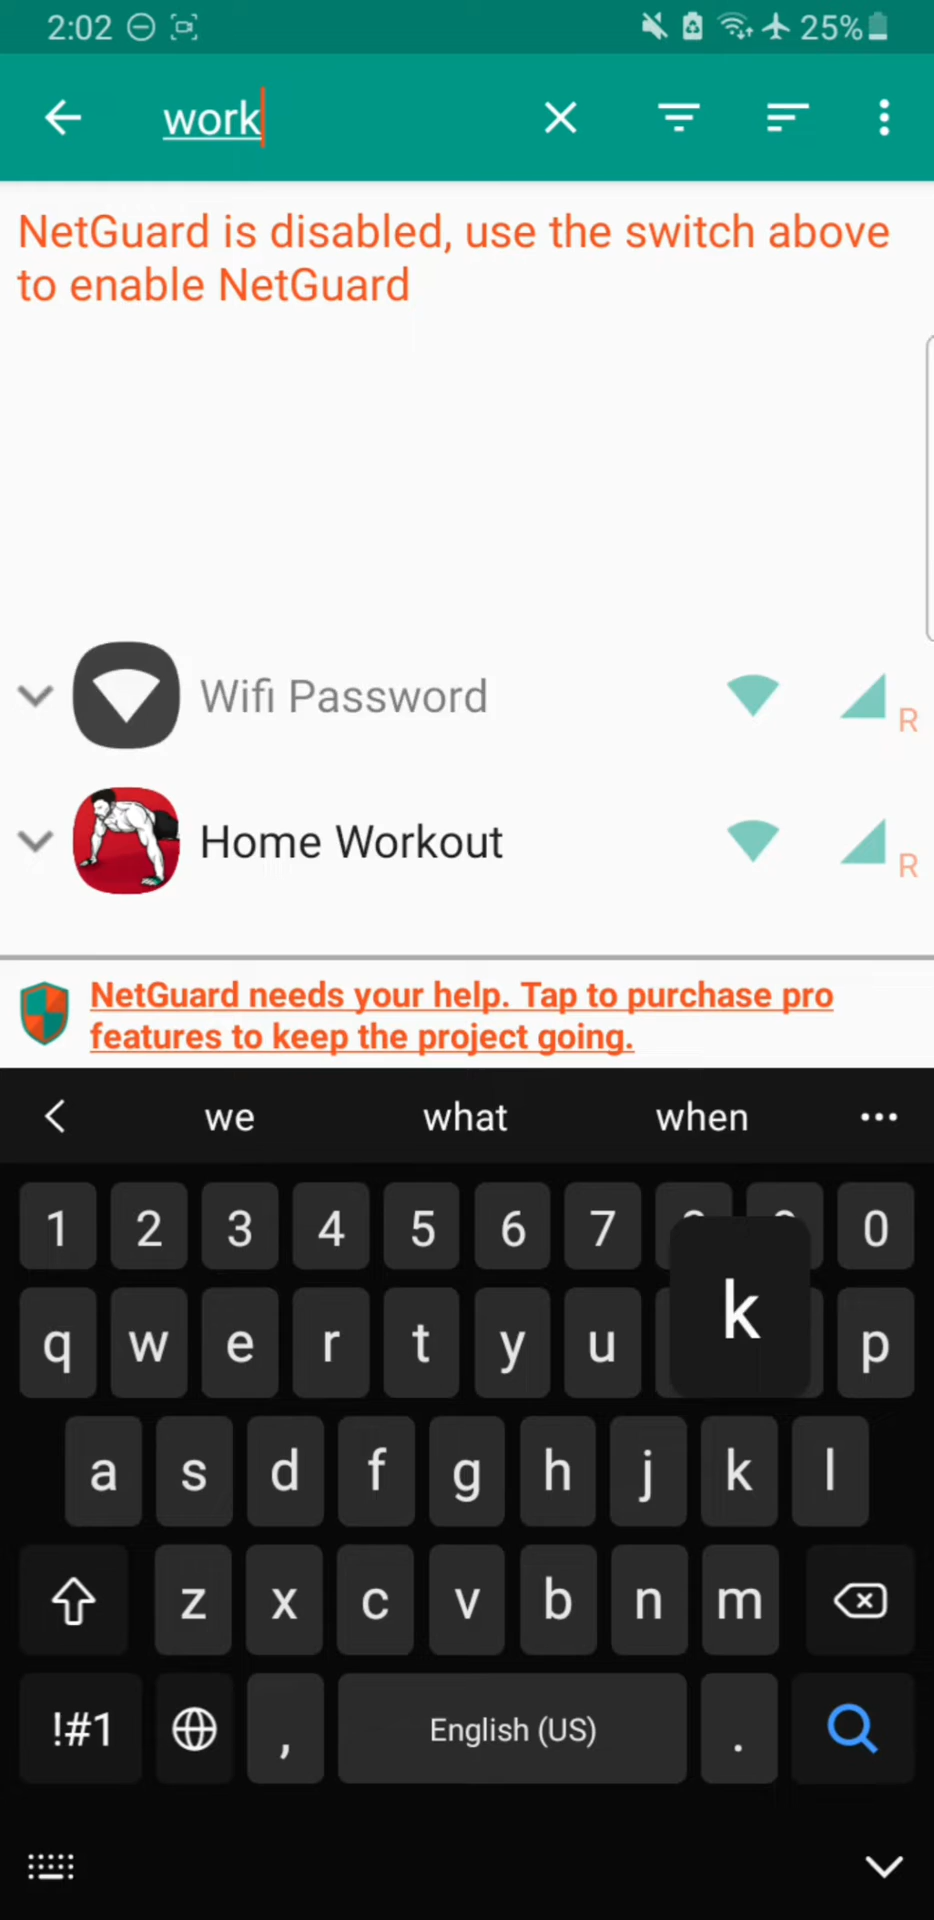 2:02 25%
work
NetGuard is disabled, use the switch above
to enable NetGuard
Wifi Password
R
Home Workout
R
NetGuard needs your help. Tap to purchase pro
features to keep the project going.
we what when
1 2 3 4 5 6 7 0
k
q w e r t y u p
a s d f g h j k l
z x c v b n m
!#1 , English (US) .